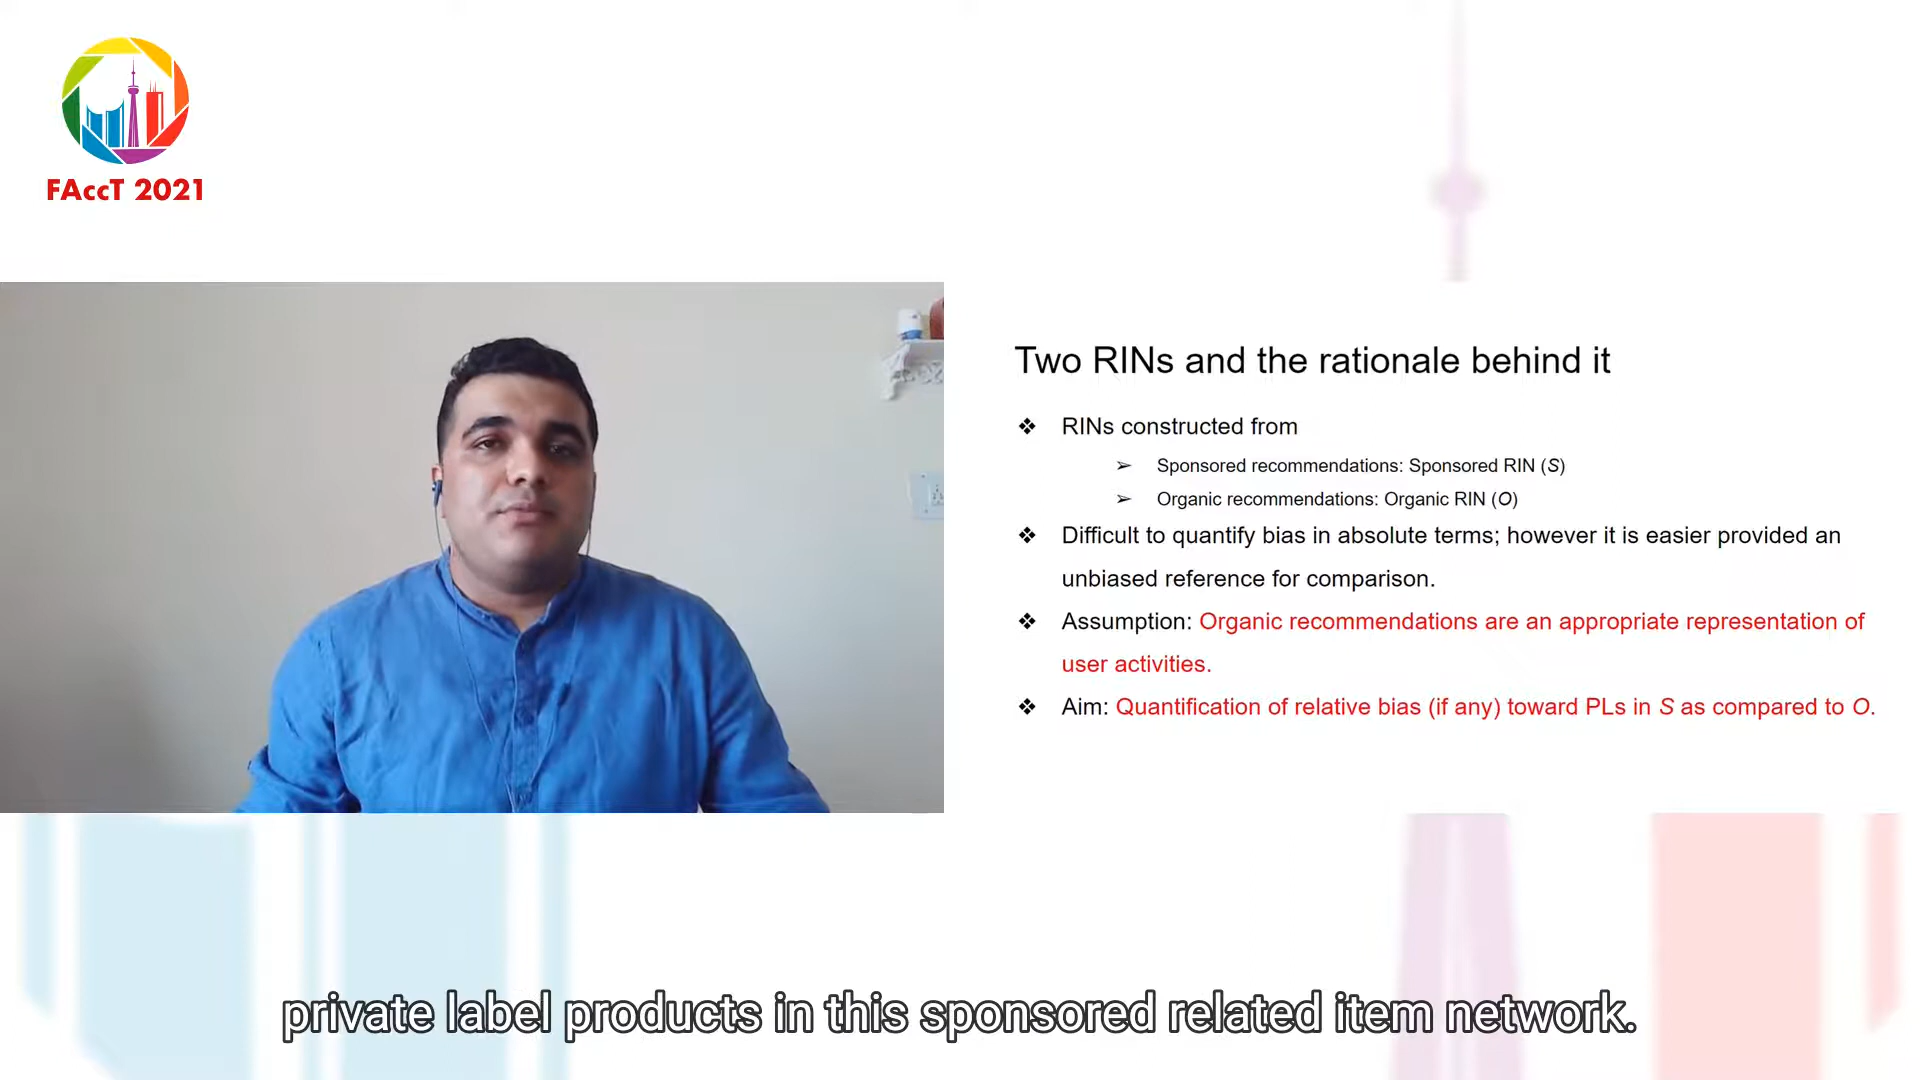 FAccT 2021
Two RINs and the rationale behind it
❖ RINs constructed from
➢ Sponsored recommendations: Sponsored RIN (S)
➢ Organic recommendations: Organic RIN (O)
❖ Difficult to quantify bias in absolute terms; however it is easier provided an
unbiased reference for comparison.
❖ Assumption: Organic recommendations are an appropriate representation of
user activities.
❖ Aim: Quantification of relative bias (if any) toward PLs in S as compared to O.
private label products in this sponsored related item network.